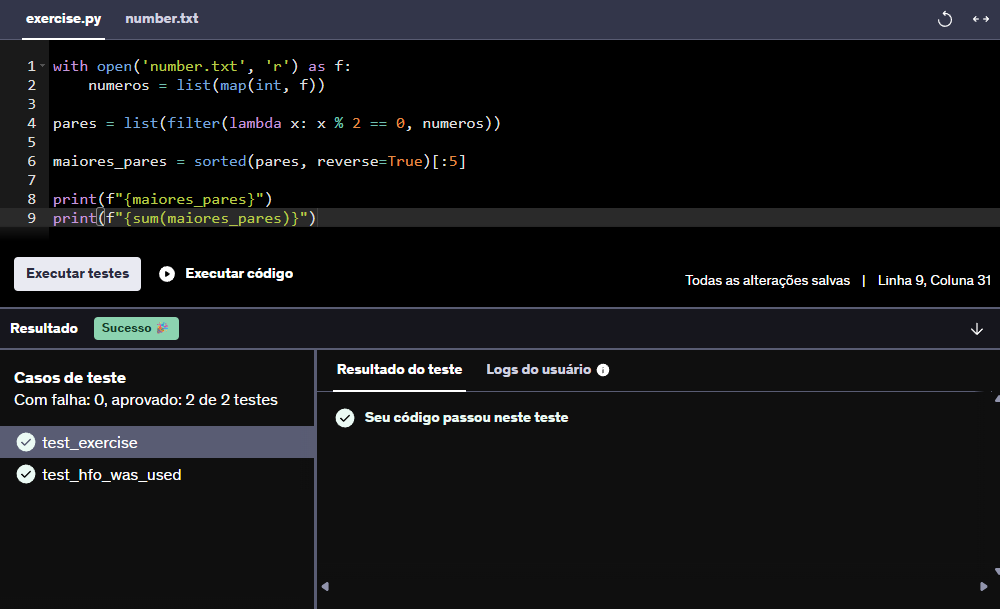 exercise.py number.txt
1 with open('number.txt', 'r') as f:
2     numeros = list(map(int, f))
3
4 pares = list(filter(lambda x: x % 2 == 0, numeros))
5
6 maiores_pares = sorted(pares, reverse=True)[:5]
7
8 print(f"{maiores_pares}")
9 print(f"{sum(maiores_pares)}")
Executar testes Executar código
Todas as alterações salvas | Linha 9, Coluna 31
Resultado Sucesso 🎉
Casos de teste
Com falha: 0, aprovado: 2 de 2 testes
test_exercise
test_hfo_was_used
Resultado do teste Logs do usuário
Seu código passou neste teste